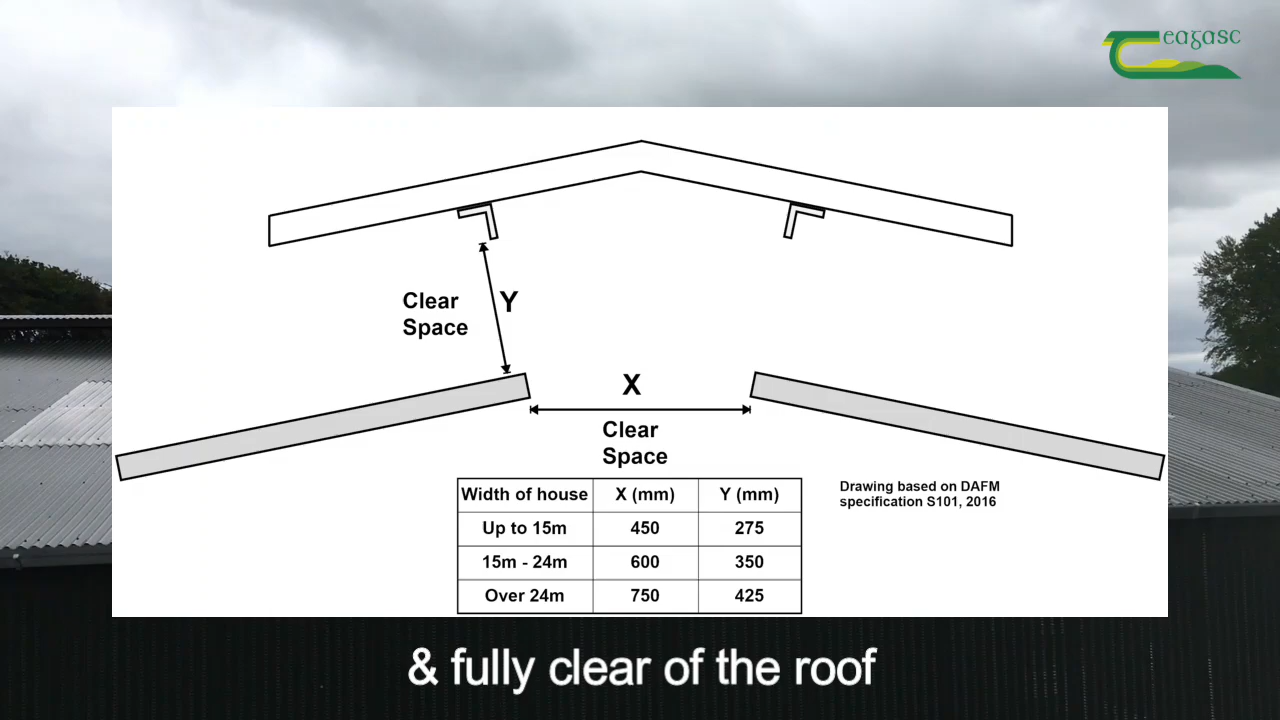 Teagasc
Clear
Space
Y
X
Clear
Space
Width of house X (mm) Y (mm)
Up to 15m 450 275
15m - 24m 600 350
Over 24m 750 425
Drawing based on DAFM
specification S101, 2016
& fully clear of the roof